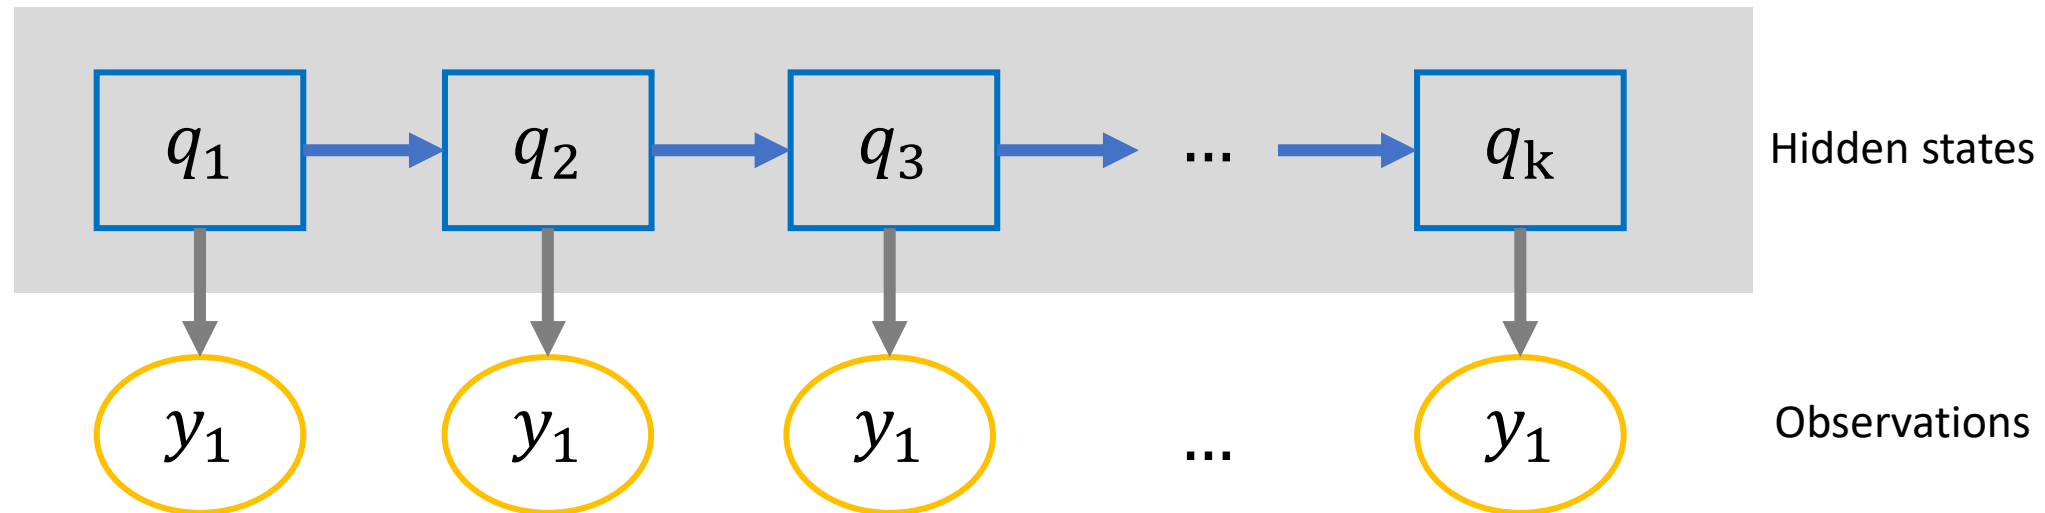 q₁ q₂ q₃ ... qₖ Hidden states
y₁ y₁ y₁ ... y₁ Observations